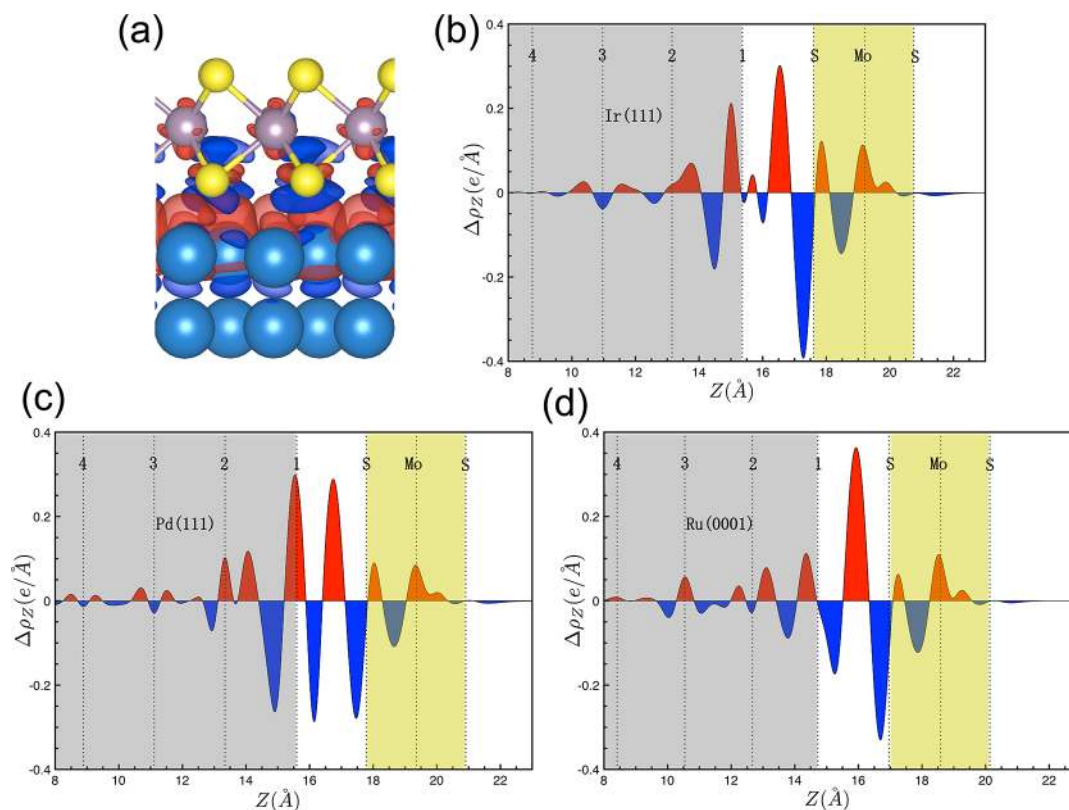 (a)
(b)
0.4
0.2
0
-0.2
-0.4
Δρ_Z(e/Å)
4 3 2 1 S Mo S
Ir(111)
8 10 12 14 16 18 20 22
Z(Å)
(c)
0.4
0.2
0
-0.2
-0.4
Δρ_Z(e/Å)
4 3 2 1 S Mo S
Pd(111)
8 10 12 14 16 18 20 22
Z(Å)
(d)
0.4
0.2
0
-0.2
-0.4
Δρ_Z(e/Å)
4 3 2 1 S Mo S
Ru(0001)
8 10 12 14 16 18 20 22
Z(Å)